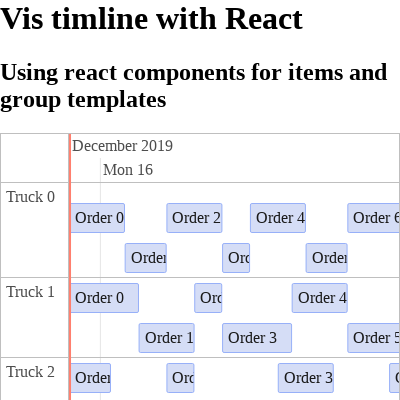 Vis timline with React
Using react components for items and
group templates
December 2019
Mon 16
Truck 0
Order 0 Order 2 Order 4 Order 6
Order Ord Order
Truck 1
Order 0 Ord Order 4
Order 1 Order 3 Order 5
Truck 2
Order Ord Order 3